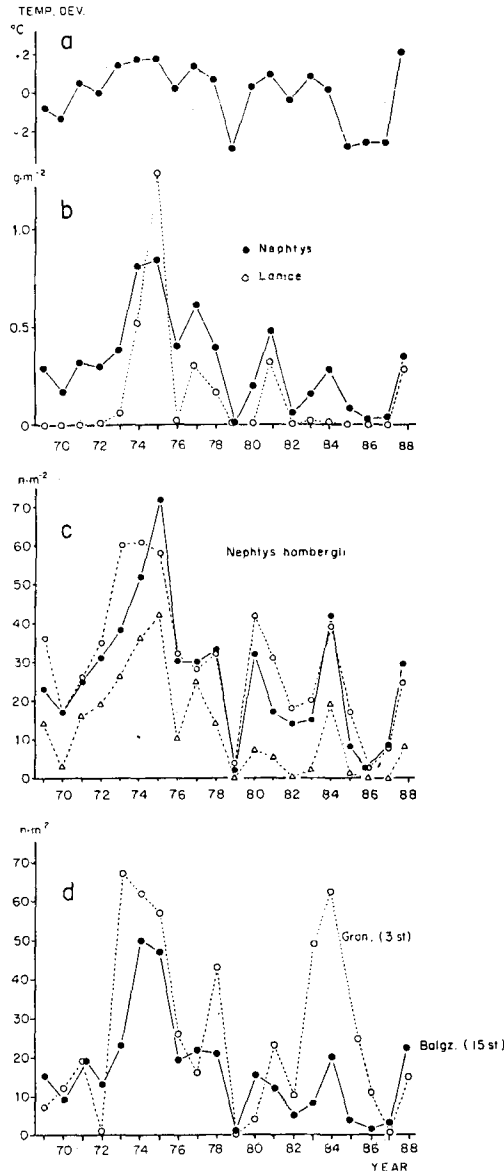 TEMP. DEV.
°C
a
+2
0
-2
g·m-2
b
1.0
● Nephtys
○ Lanice
0.5
0
70 72 74 76 78 80 82 84 86 88
n·m-2
c
70
Nephtys hombergii
60
50
40
30
20
10
0
70 72 74 76 78 80 82 84 86 88
n·m-2
d
70
60
Gron. (3 st)
50
40
30
20
Balgz. (15 st)
10
0
70 72 74 76 78 80 82 84 86 88
YEAR